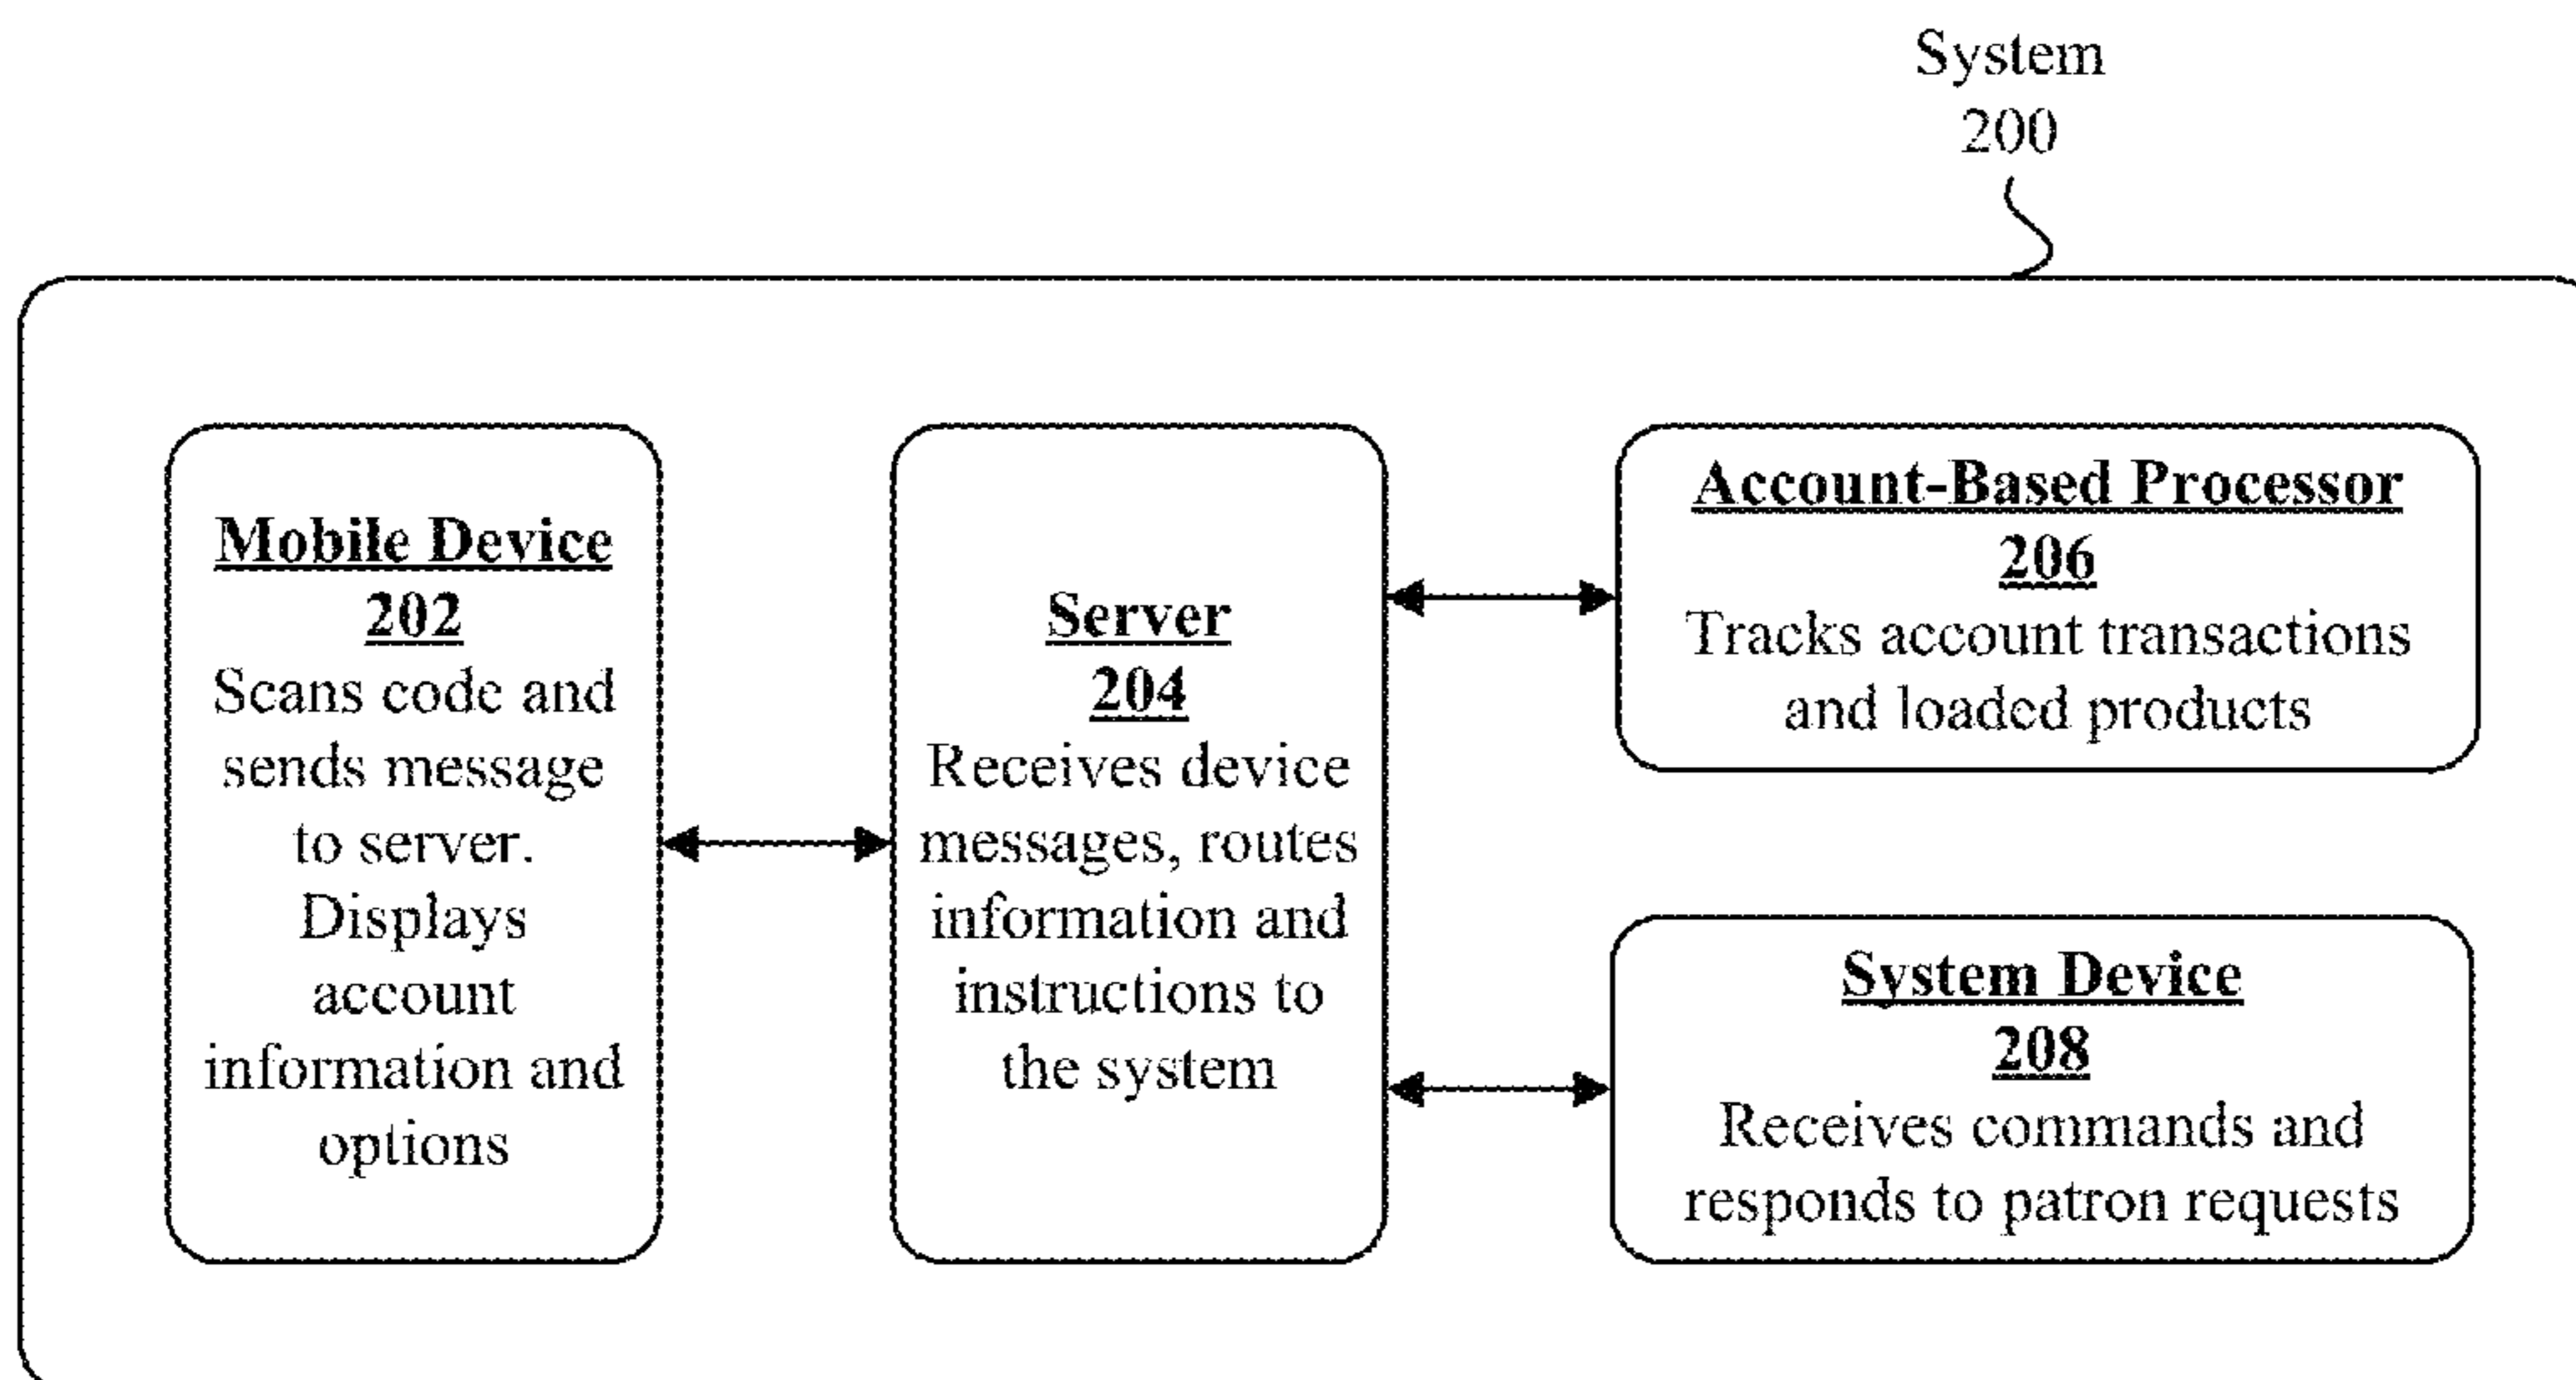 System
200
Mobile Device
202
Scans code and
sends message
to server.
Displays
account
information and
options
Server
204
Receives device
messages, routes
information and
instructions to
the system
Account-Based Processor
206
Tracks account transactions
and loaded products
System Device
208
Receives commands and
responds to patron requests